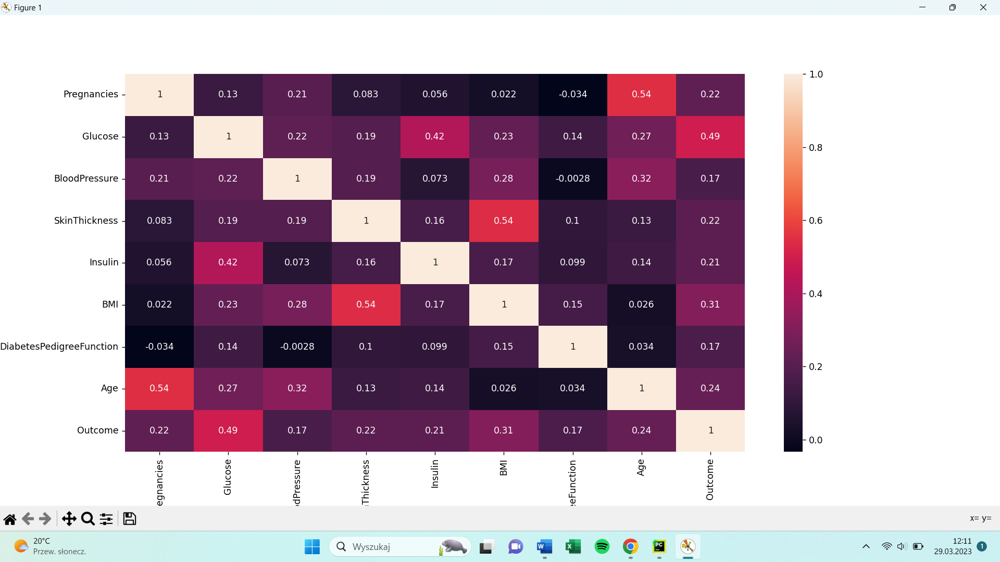 Figure 1
Pregnancies 1 0.13 0.21 0.083 0.056 0.022 -0.034 0.54 0.22
Glucose 0.13 1 0.22 0.19 0.42 0.23 0.14 0.27 0.49
BloodPressure 0.21 0.22 1 0.19 0.073 0.28 -0.0028 0.32 0.17
SkinThickness 0.083 0.19 0.19 1 0.16 0.54 0.1 0.13 0.22
Insulin 0.056 0.42 0.073 0.16 1 0.17 0.099 0.14 0.21
BMI 0.022 0.23 0.28 0.54 0.17 1 0.15 0.026 0.31
DiabetesPedigreeFunction -0.034 0.14 -0.0028 0.1 0.099 0.15 1 0.034 0.17
Age 0.54 0.27 0.32 0.13 0.14 0.026 0.034 1 0.24
Outcome 0.22 0.49 0.17 0.22 0.21 0.31 0.17 0.24 1
1.0
0.8
0.6
0.4
0.2
0.0
egnancies
Glucose
dPressure
Thickness
Insulin
BMI
eFunction
Age
Outcome
x= y=
20°C
Przew. słonecz.
Wyszukaj
W
X
PC
12:11
29.03.2023
1